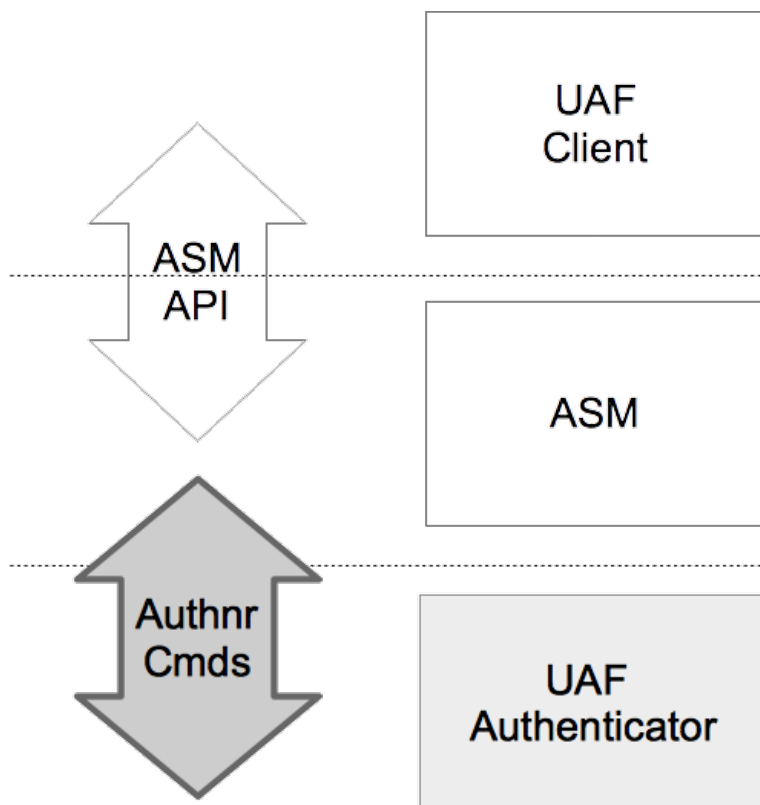 UAF
Client
ASM
API
ASM
Authnr
Cmds
UAF
Authenticator